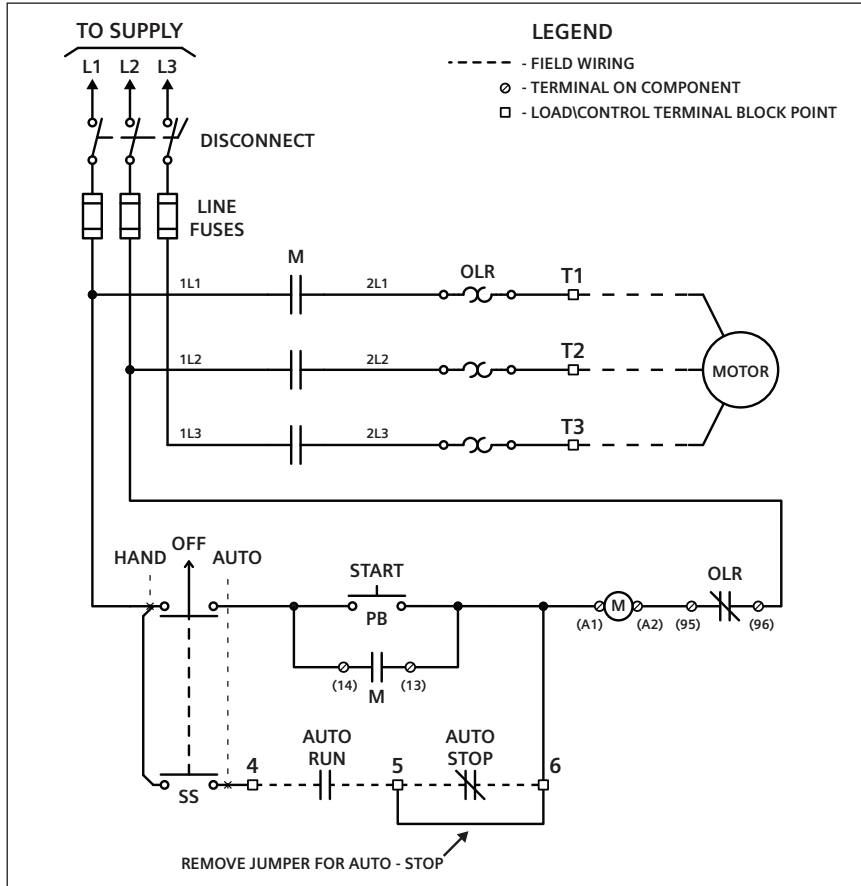 TO SUPPLY
L1 L2 L3
LEGEND
- FIELD WIRING
- TERMINAL ON COMPONENT
- LOAD\CONTROL TERMINAL BLOCK POINT
DISCONNECT
LINE
FUSES
M
OLR
1L1
2L1
T1
1L2
2L2
T2
MOTOR
1L3
2L3
T3
HAND
OFF
AUTO
START
PB
OLR
M
(A1)
(A2)
(95)
(96)
(14)
(13)
M
AUTO
RUN
AUTO
STOP
4
5
6
SS
REMOVE JUMPER FOR AUTO - STOP